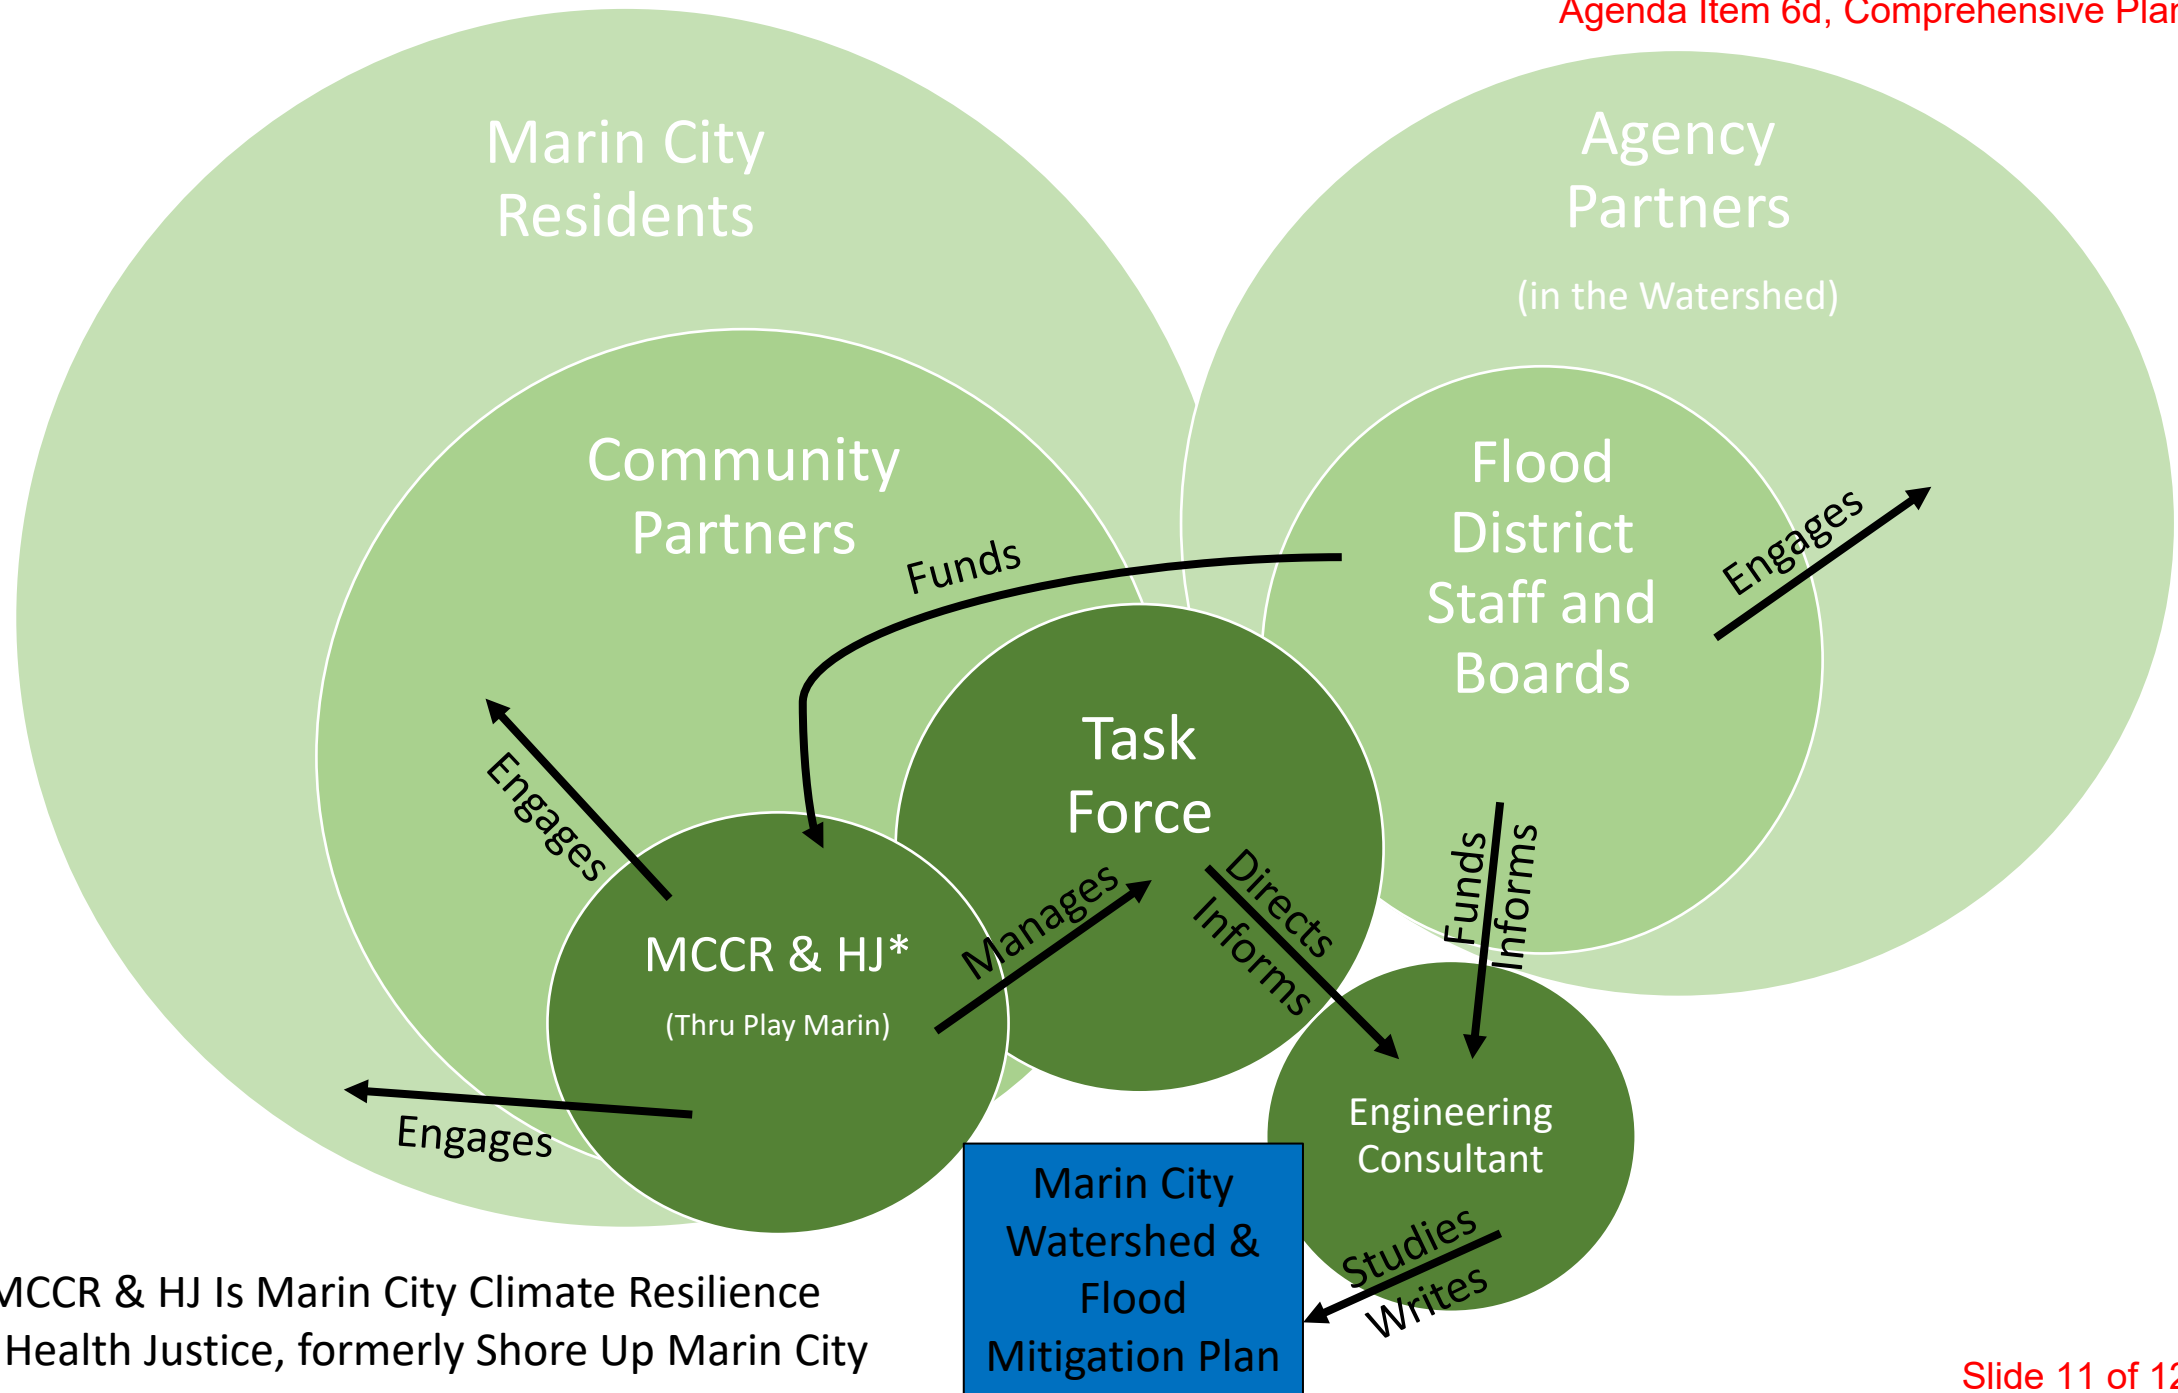 Agenda Item 6d, Comprehensive Plan
Marin City
Residents
Agency
Partners
(in the Watershed)
Community
Partners
Flood
District
Staff and
Boards
Engages
Funds
Task
Force
Engages
Funds
Informs
Directs
Informs
Manages
MCCR & HJ*
(Thru Play Marin)
Engages
Engineering
Consultant
Studies
Writes
Marin City
Watershed &
Flood
Mitigation Plan
MCCR & HJ Is Marin City Climate Resilience
Health Justice, formerly Shore Up Marin City
Slide 11 of 12